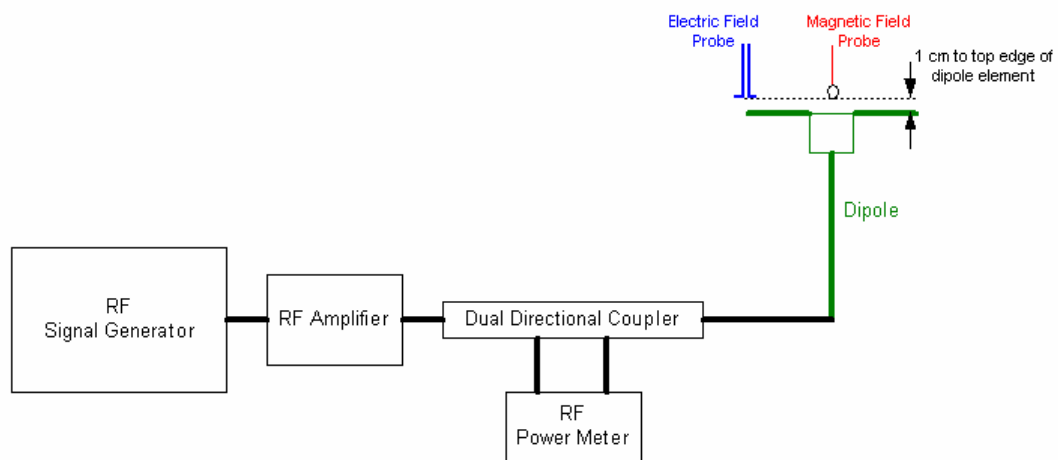 Electric Field
Probe
Magnetic Field
Probe
1 cm to top edge of
dipole element
Dipole
RF
Signal Generator
RF Amplifier
Dual Directional Coupler
RF
Power Meter